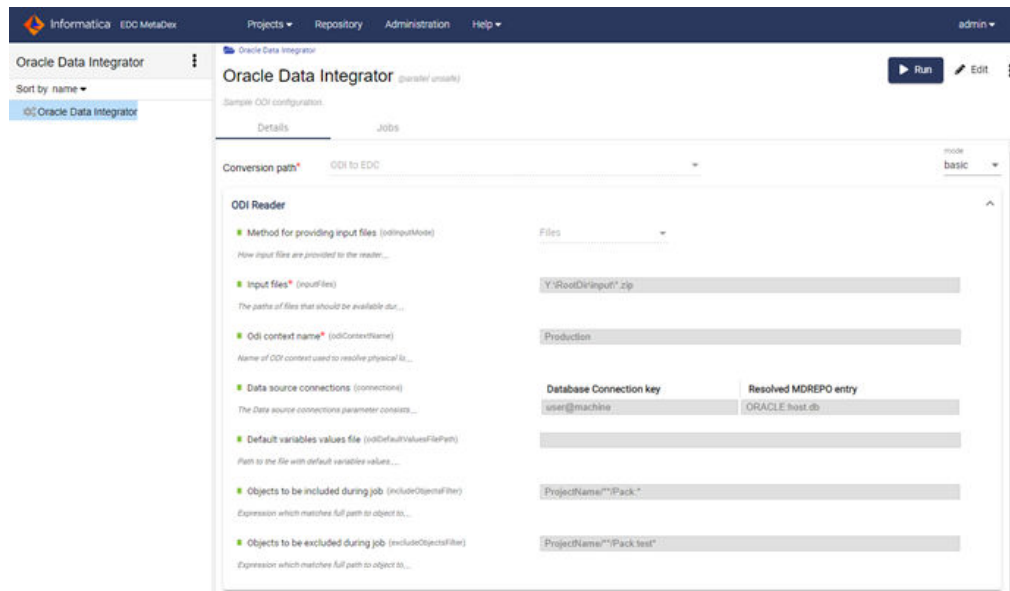 Informatica EDC MetaDex Projects Repository Administration Help admin
Oracle Data Integrator
Sort by name
Oracle Data Integrator
Oracle Data Integrator
Oracle Data Integrator (parallel unsafe)
Run Edit
Sample ODI configuration
Details Jobs
Conversion path* ODI to EDC
mode
basic
ODI Reader
Method for providing input files (odiInputMode) Files
How input files are provided to the reader...
Input files* (inputFiles) Y:\RootDir\input\*.zip
The paths of files that should be available dur...
Odi context name* (odiContextName) Production
Name of ODI context used to resolve physical lo...
Data source connections (connections) Database Connection key Resolved MDREPO entry
The Data source connections parameter consists... user@machine ORACLE:host.db
Default variables values file (odiDefaultValuesFilePath)
Path to the file with default variables values....
Objects to be included during job (includeObjectsFilter) ProjectName/**/Pack.*
Expression which matches full path to object to...
Objects to be excluded during job (excludeObjectsFilter) ProjectName/**/Pack.test*
Expression which matches full path to object to...